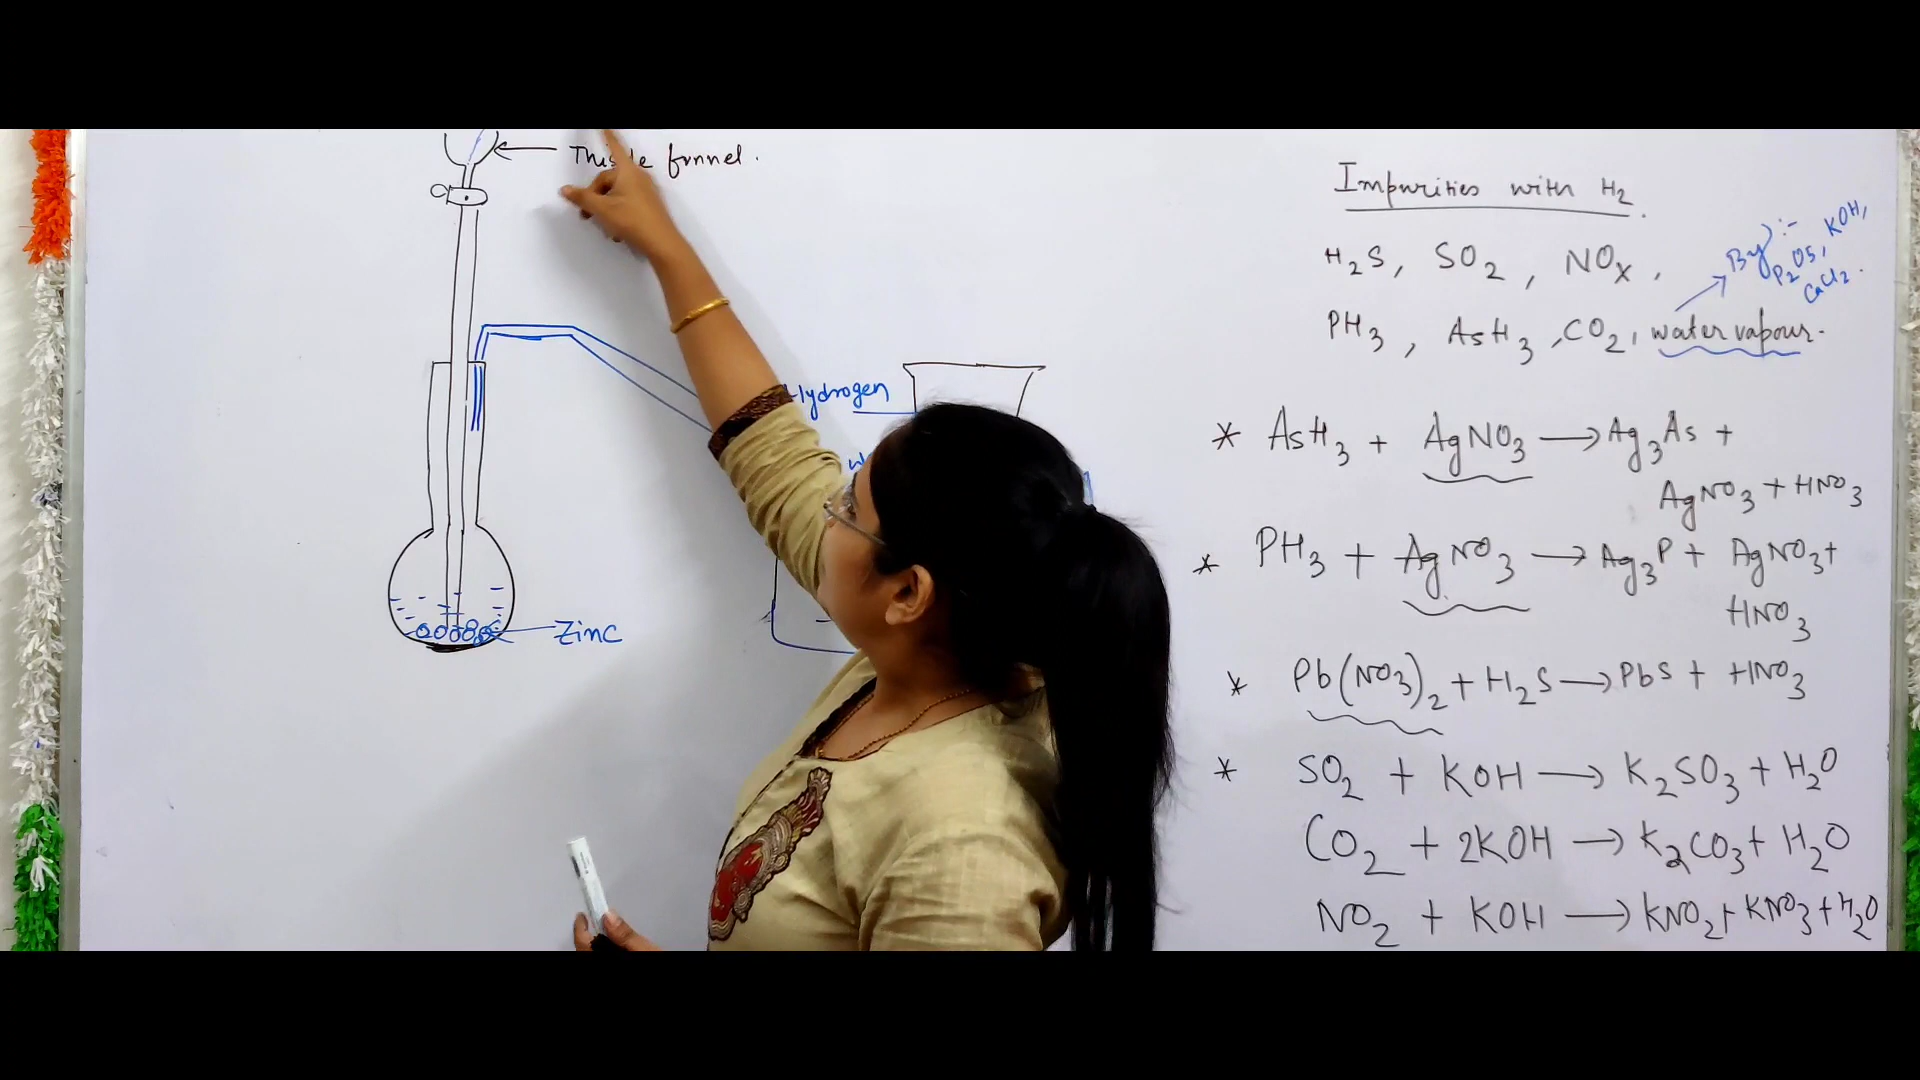 funnel.
Hydrogen
Zinc
Impurities with H2.
H2S, SO2, NOx,
By :-
P2O5, KOH,
CaCl2.
PH3, AsH3, CO2, water vapour.
* AsH3 + AgNO3 → Ag3As +
AgNO3 + HNO3
* PH3 + AgNO3 → Ag3P + AgNO3+
HNO3
* Pb(NO3)2 + H2S → PbS + HNO3
* SO2 + KOH → K2SO3 + H2O
CO2 + 2KOH → K2CO3+ H2O
NO2 + KOH → KNO2+ KNO3+H2O